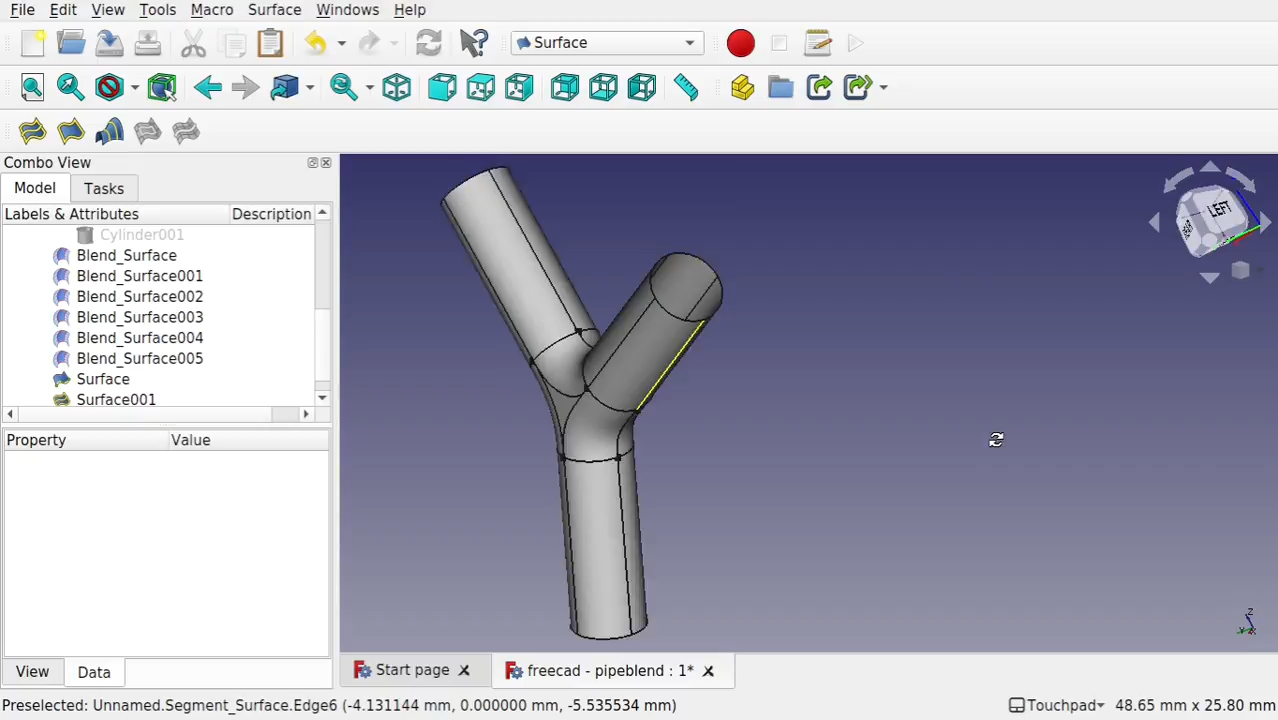 File Edit View Tools Macro Surface Windows Help
Surface
Combo View
Model Tasks
Labels & Attributes Description
Cylinder001
Blend_Surface
Blend_Surface001
Blend_Surface002
Blend_Surface003
Blend_Surface004
Blend_Surface005
Surface
Surface001
Property Value
View Data
LEFT
Z
Start page
freecad - pipeblend : 1*
Preselected: Unnamed.Segment_Surface.Edge6 (-4.131144 mm, 0.000000 mm, -5.535534 mm)
Touchpad 48.65 mm x 25.80 mm